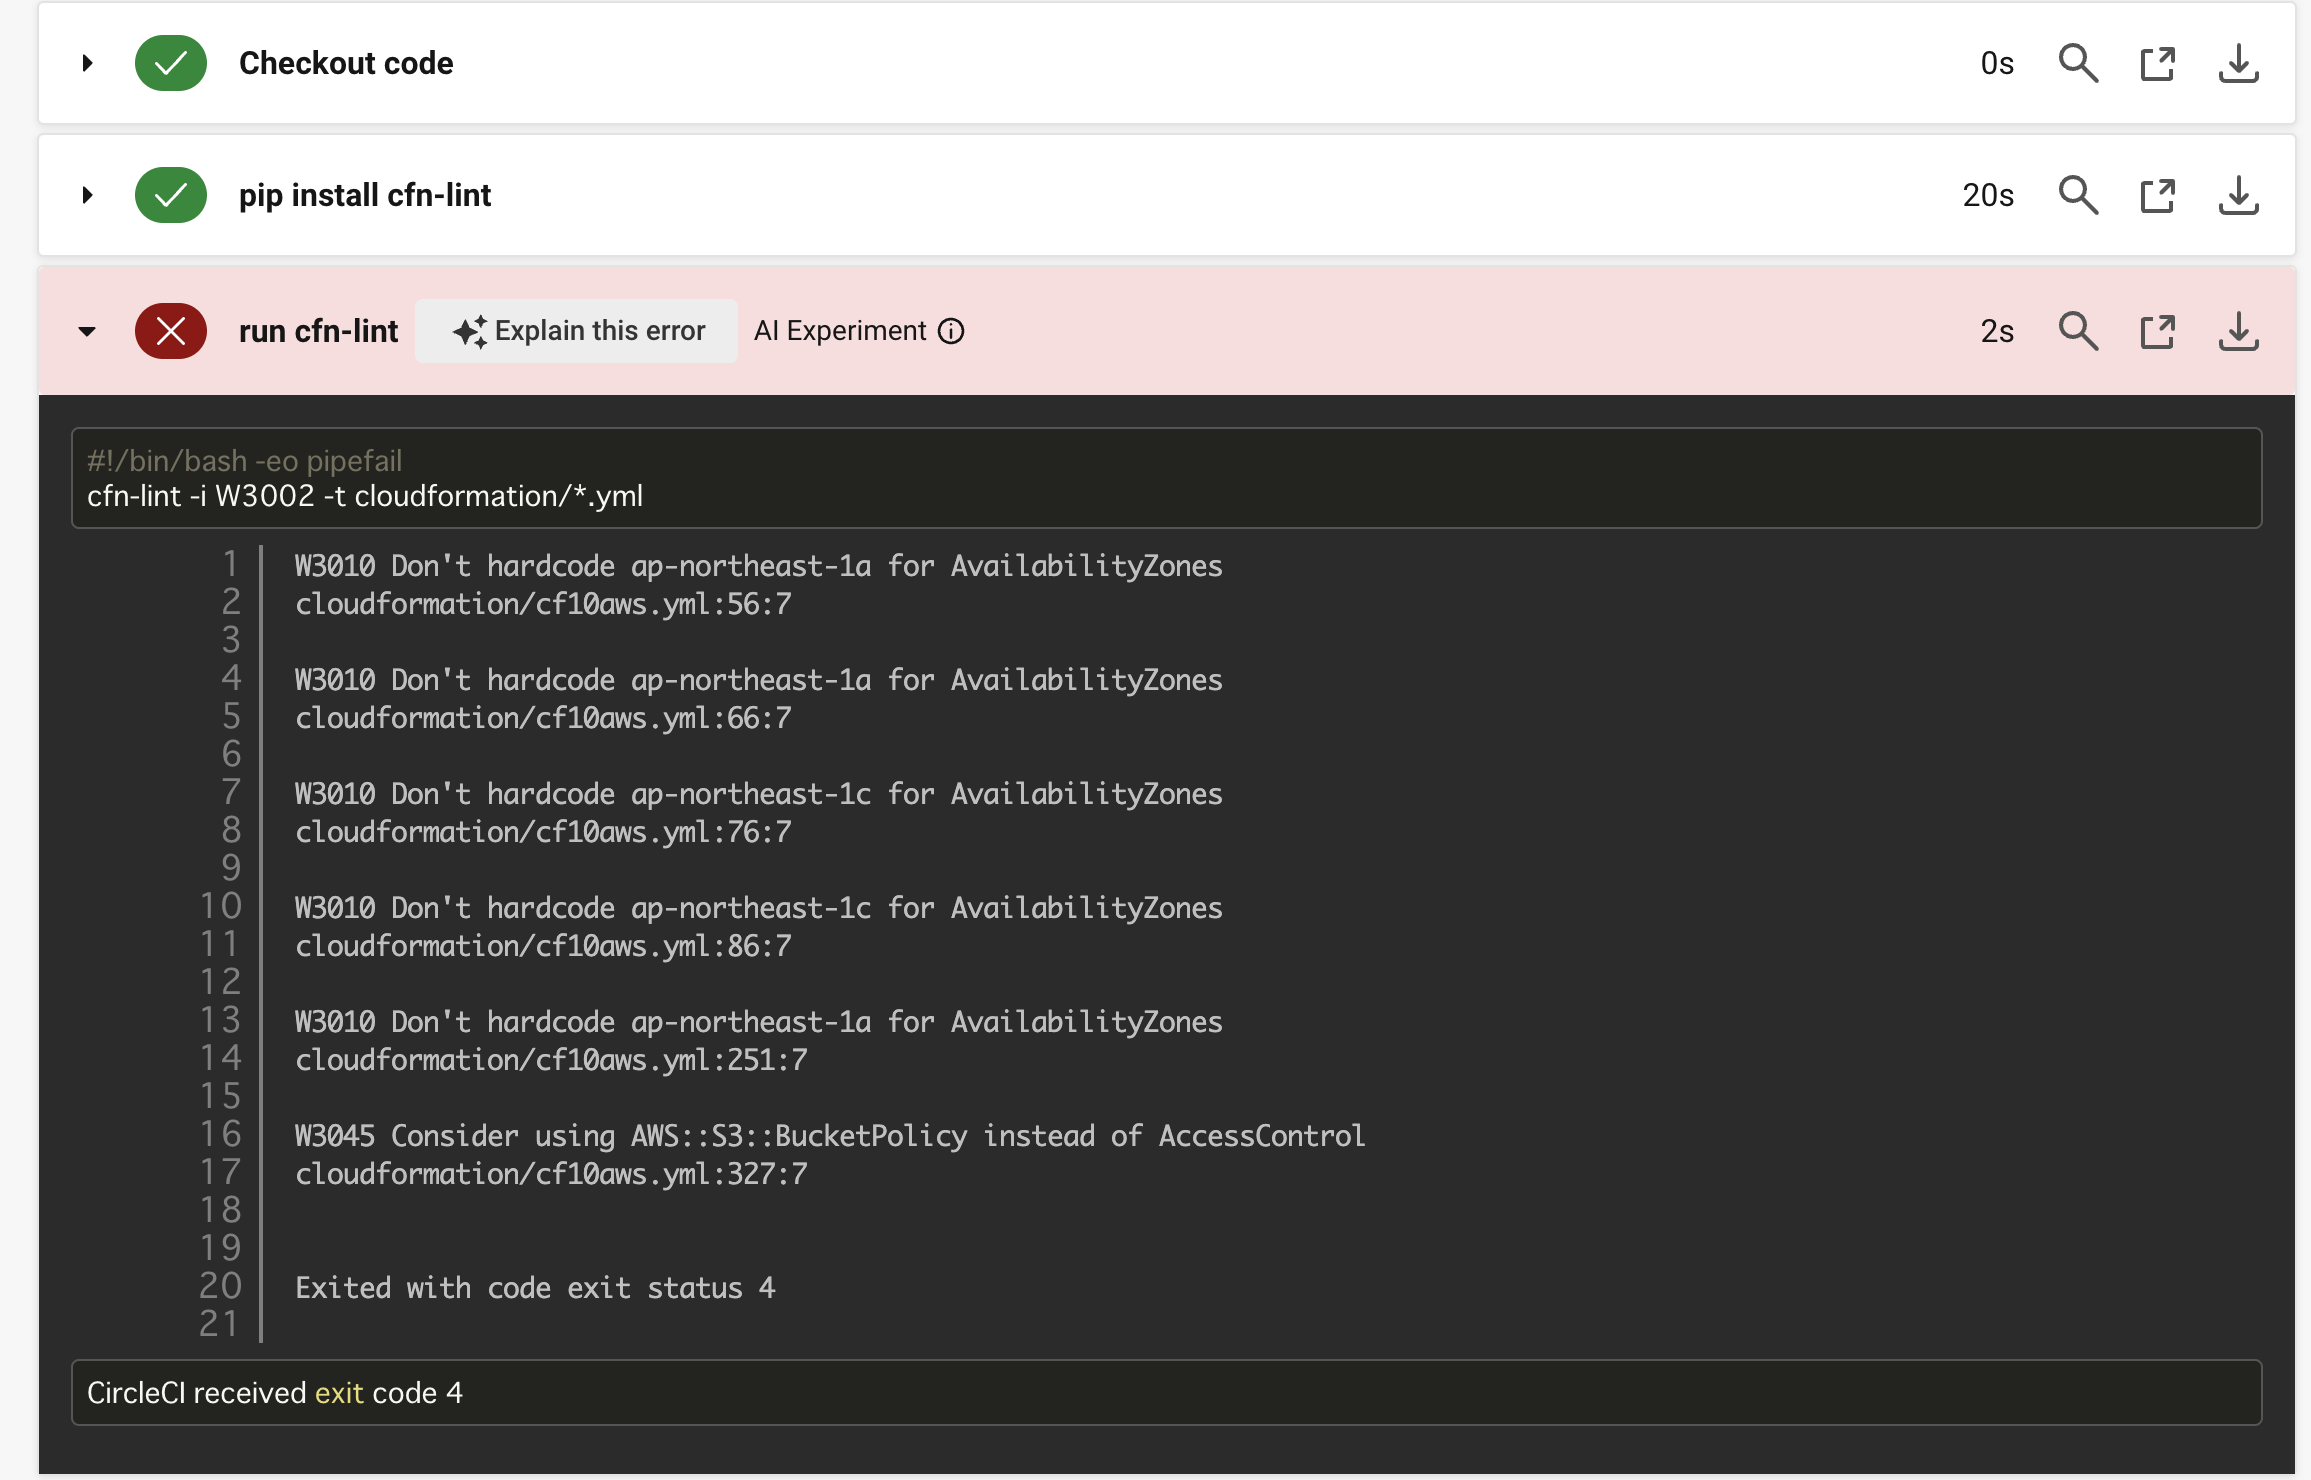 Checkout code 0s
pip install cfn-lint 20s
run cfn-lint Explain this error AI Experiment 2s
#!/bin/bash -eo pipefail
cfn-lint -i W3002 -t cloudformation/*.yml
1 W3010 Don't hardcode ap-northeast-1a for AvailabilityZones
2 cloudformation/cf10aws.yml:56:7
3
4 W3010 Don't hardcode ap-northeast-1a for AvailabilityZones
5 cloudformation/cf10aws.yml:66:7
6
7 W3010 Don't hardcode ap-northeast-1c for AvailabilityZones
8 cloudformation/cf10aws.yml:76:7
9
10 W3010 Don't hardcode ap-northeast-1c for AvailabilityZones
11 cloudformation/cf10aws.yml:86:7
12
13 W3010 Don't hardcode ap-northeast-1a for AvailabilityZones
14 cloudformation/cf10aws.yml:251:7
15
16 W3045 Consider using AWS::S3::BucketPolicy instead of AccessControl
17 cloudformation/cf10aws.yml:327:7
18
19
20 Exited with code exit status 4
21
CircleCI received exit code 4